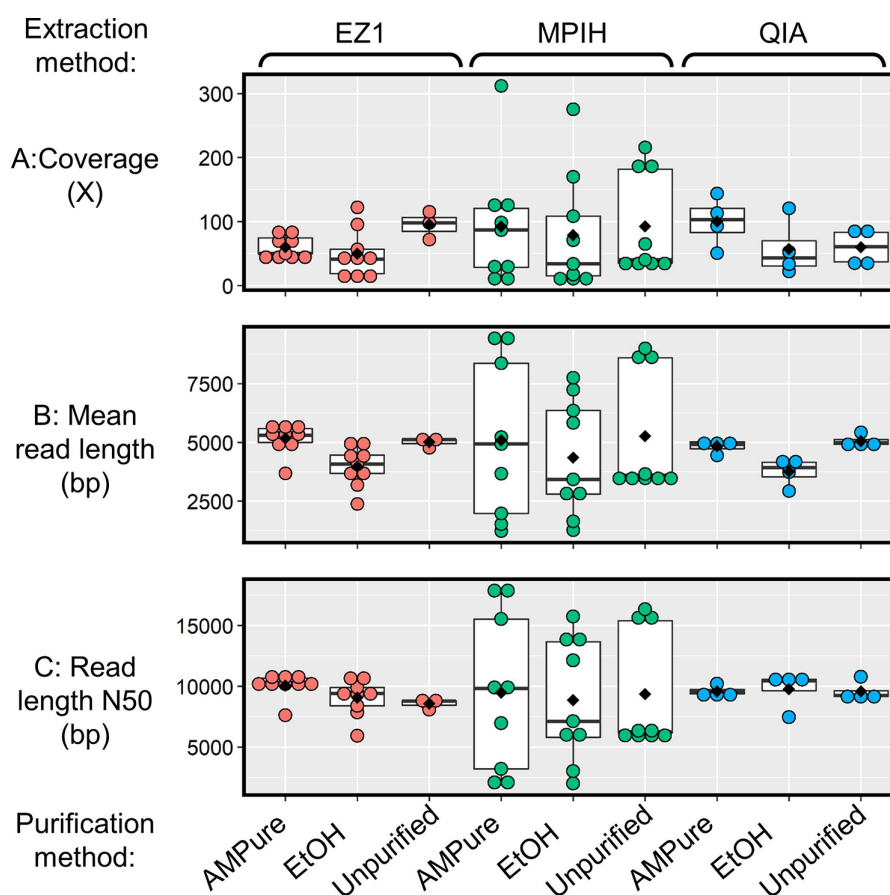 Extraction
method:
EZ1
MPIH
QIA
A:Coverage
(X)
300
200
100
0
B: Mean
read length
(bp)
7500
5000
2500
C: Read
length N50
(bp)
15000
10000
5000
Purification
method:
AMPure
EtOH
Unpurified
AMPure
EtOH
Unpurified
AMPure
EtOH
Unpurified